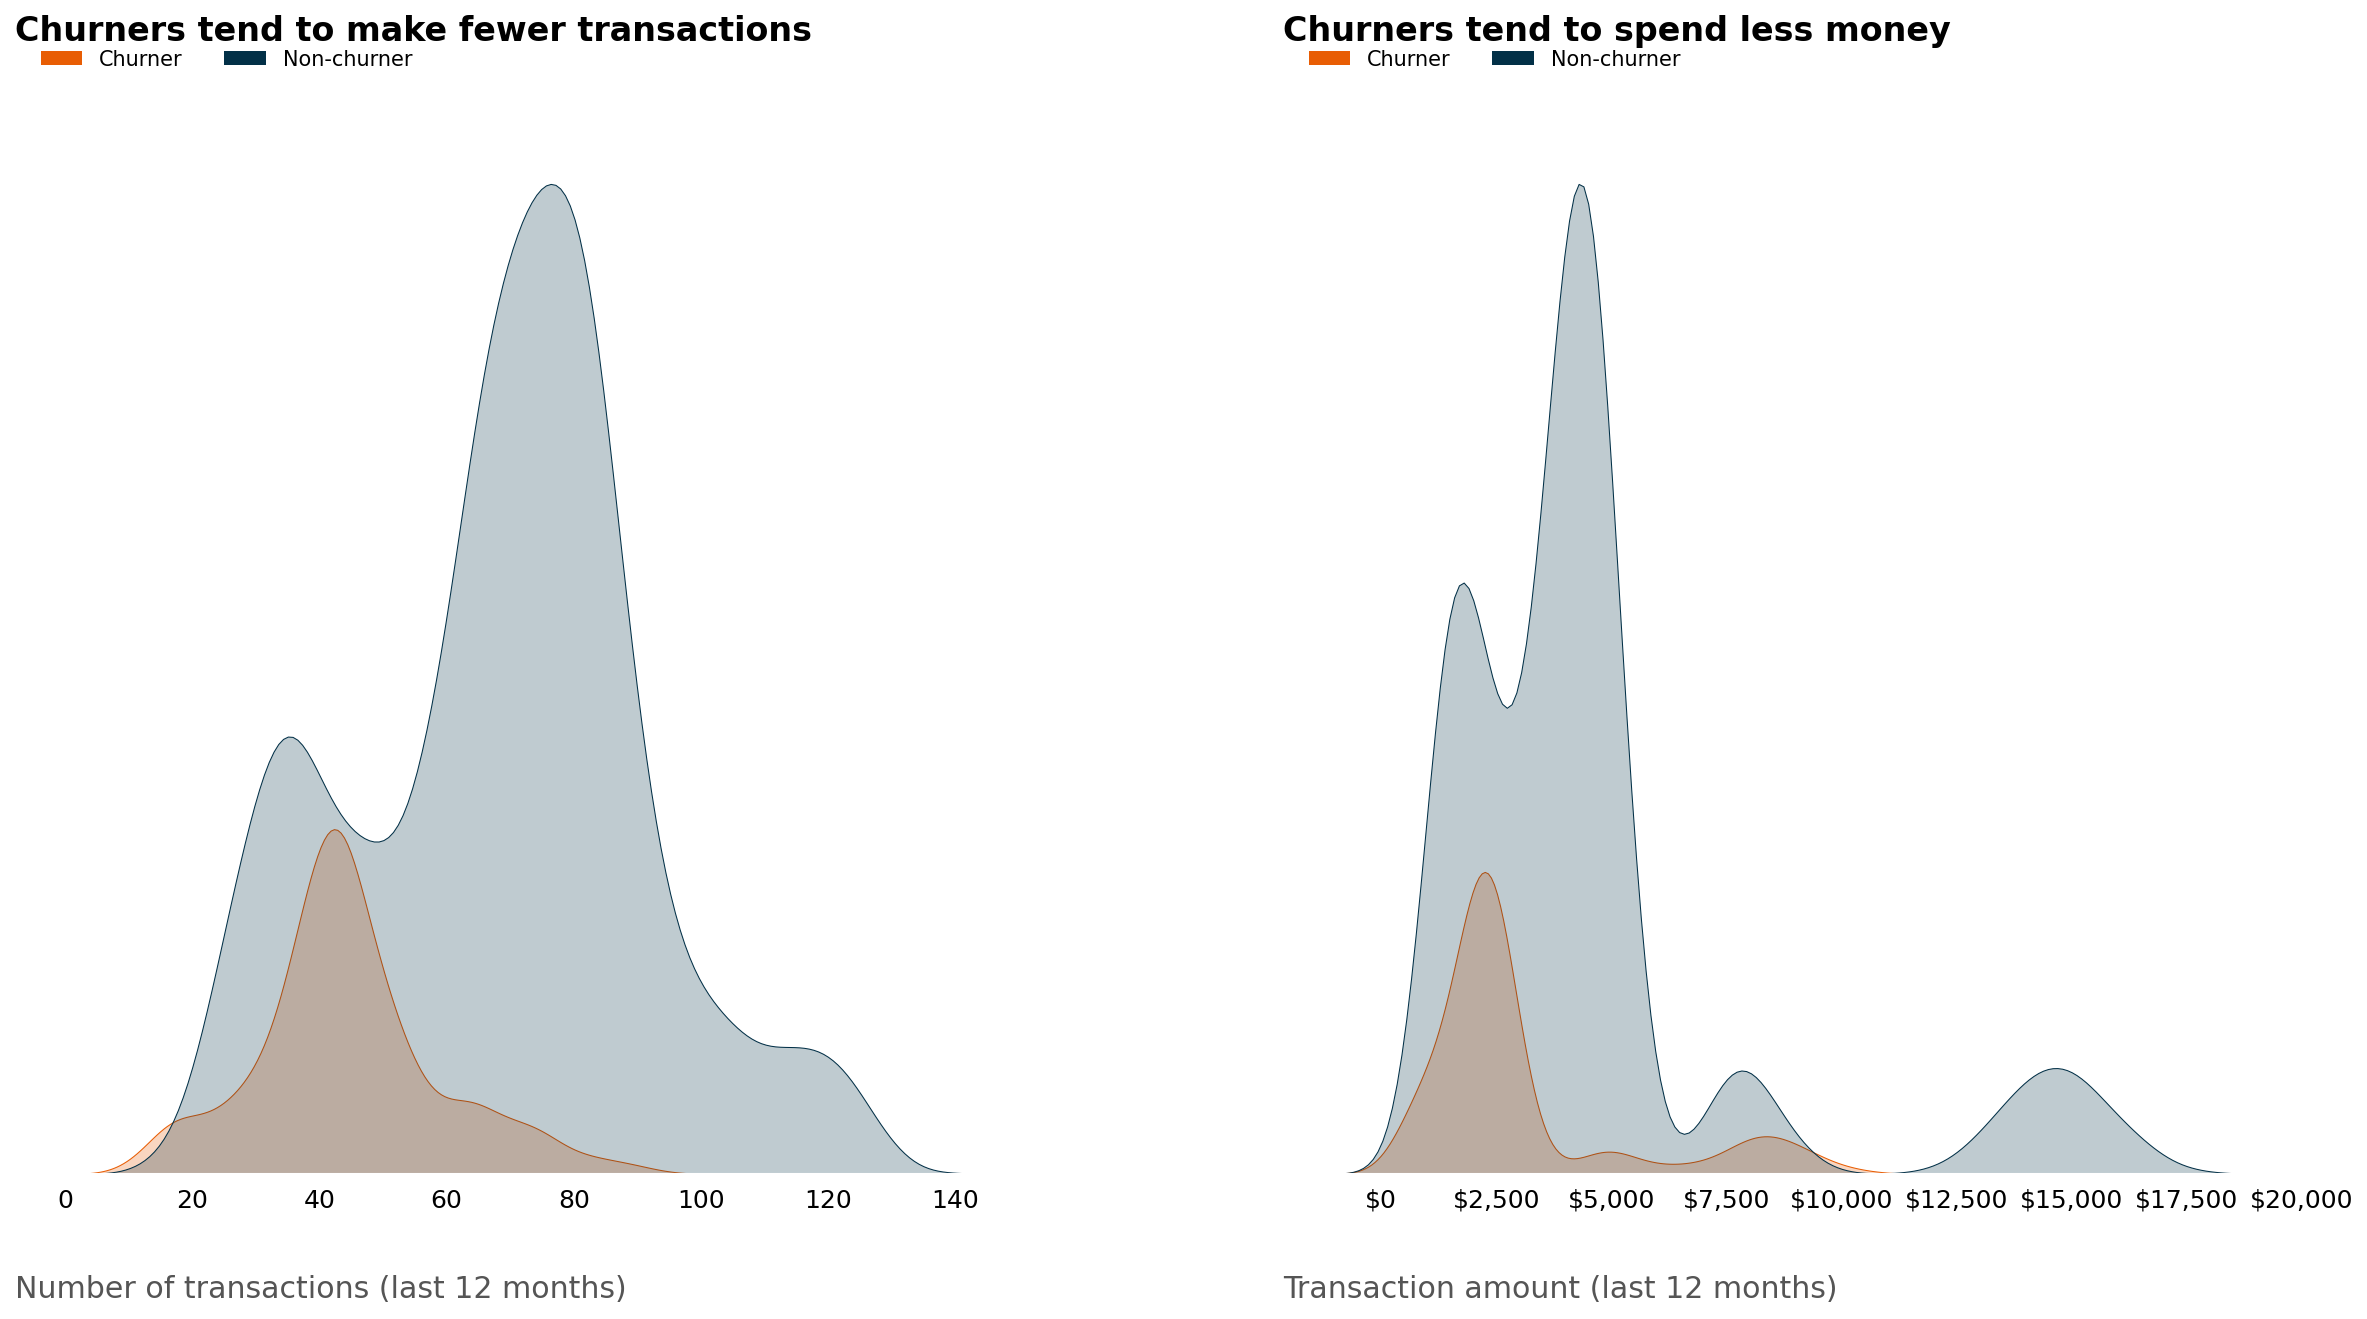 Churners tend to make fewer transactions
Churner Non-churner
0 20 40 60 80 100 120 140
Number of transactions (last 12 months)
Churners tend to spend less money
Churner Non-churner
$0 $2,500 $5,000 $7,500 $10,000 $12,500 $15,000 $17,500 $20,000
Transaction amount (last 12 months)